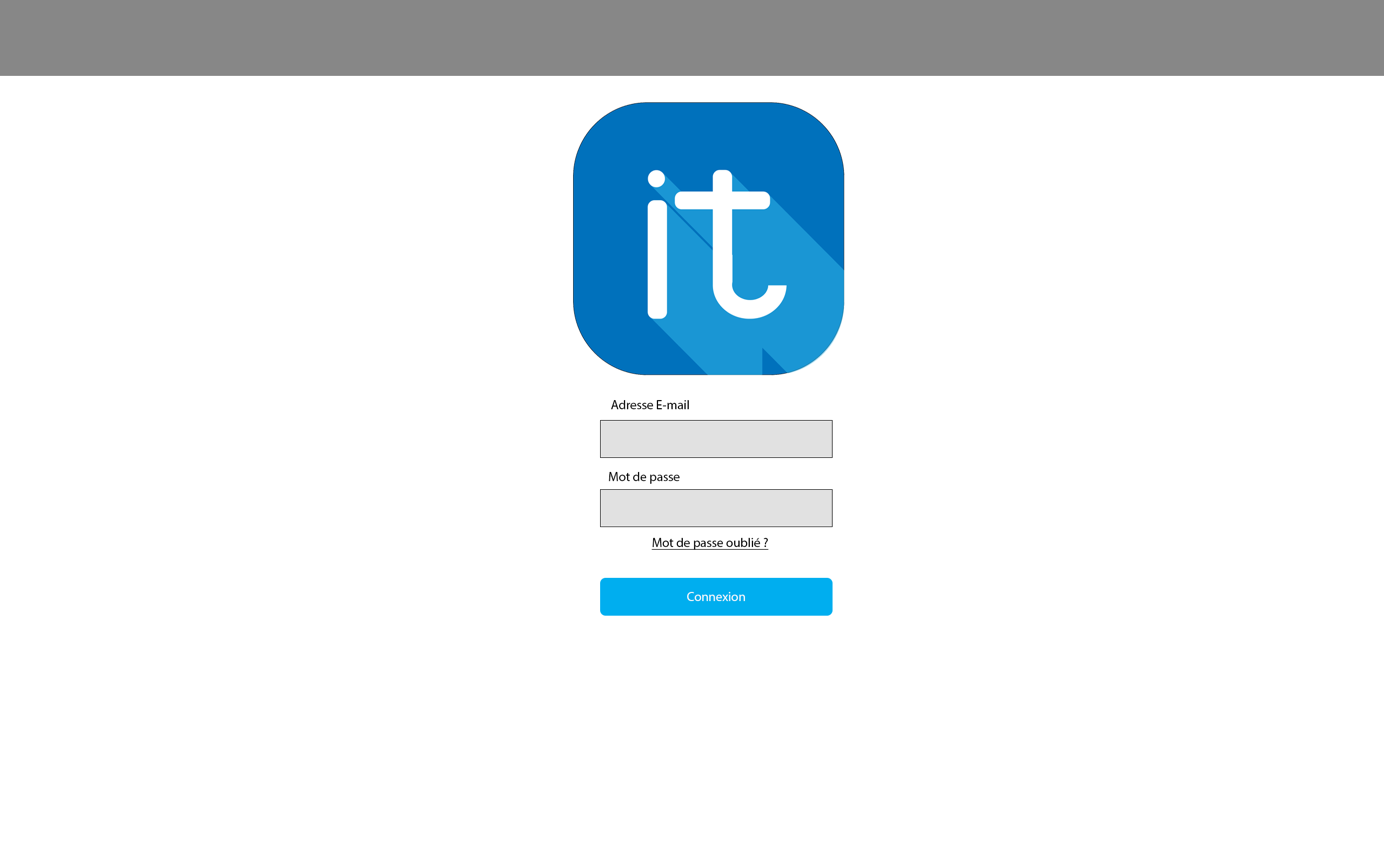 it
Adresse E-mail
Mot de passe
Mot de passe oublié ?
Connexion